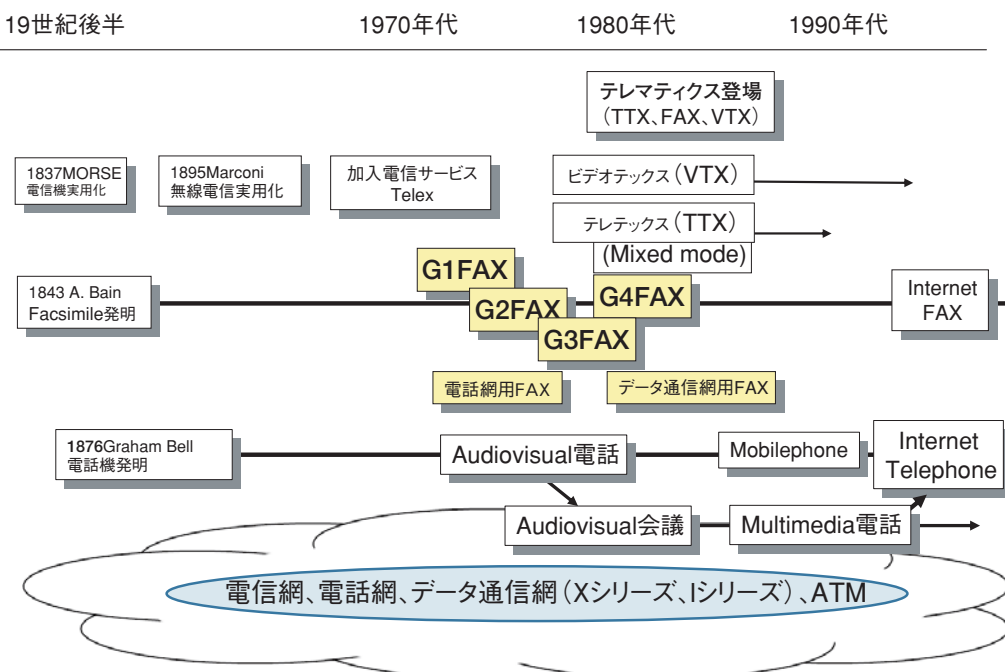 19世紀後半
1970年代
1980年代
1990年代
テレマティクス登場
(TTX、FAX、VTX)
1837MORSE
電信機実用化
1895Marconi
無線電信実用化
加入電信サービス
Telex
ビデオテックス(VTX)
テレテックス(TTX)
(Mixed mode)
G1FAX
G2FAX
G3FAX
G4FAX
1843 A. Bain
Facsimile発明
Internet
FAX
電話網用FAX
データ通信網用FAX
1876Graham Bell
電話機発明
Audiovisual電話
Mobilephone
Internet
Telephone
Audiovisual会議
Multimedia電話
電信網、電話網、データ通信網(Xシリーズ、Iシリーズ)、ATM